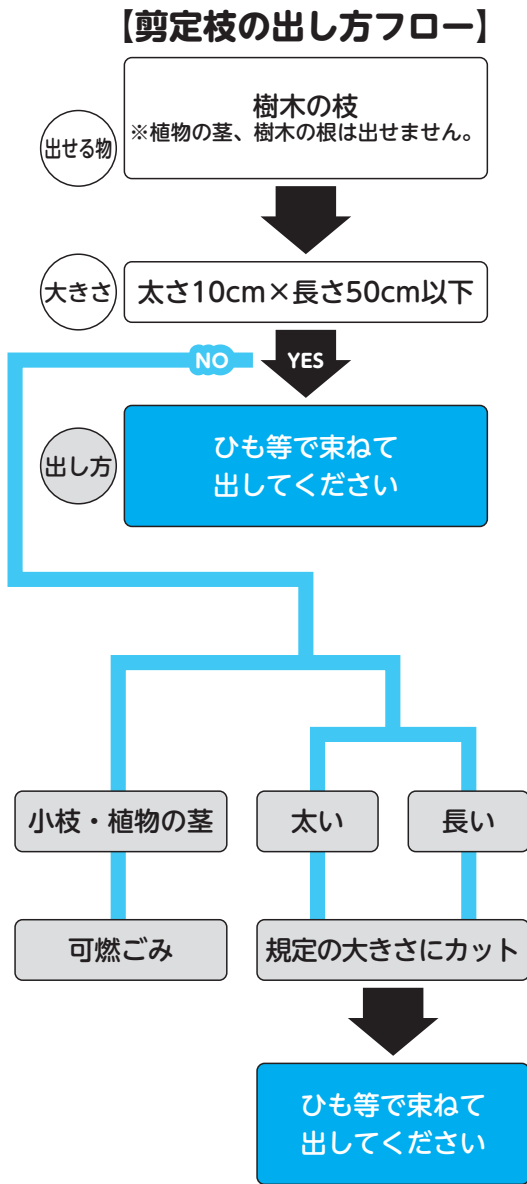 【剪定枝の出し方フロー】
出せる物
樹木の枝
※植物の茎、樹木の根は出せません。
大きさ
太さ10cm×長さ50cm以下
NO
YES
出し方
ひも等で束ねて
出してください
小枝・植物の茎
太い
長い
可燃ごみ
規定の大きさにカット
ひも等で束ねて
出してください